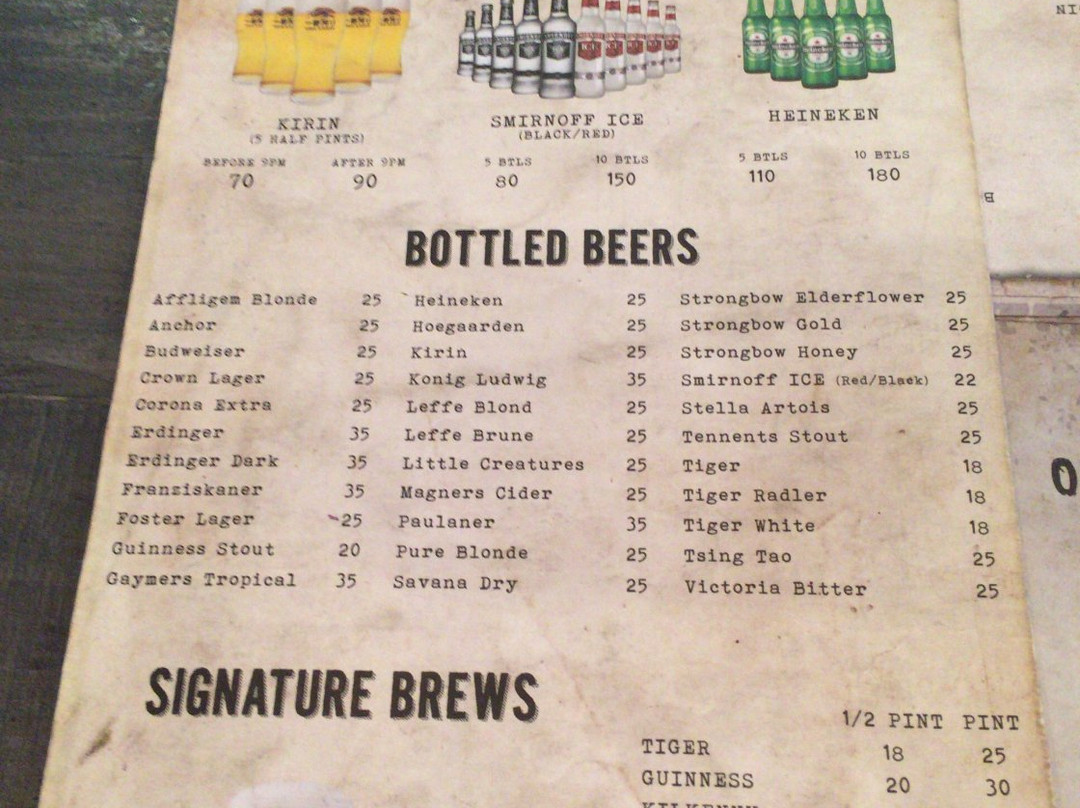 KIRIN
(5 HALF PINTS)
BEFORE 9PM AFTER 9PM
70 90
SMIRNOFF ICE
(BLACK/RED)
5 BTLS 10 BTLS
80 150
HEINEKEN
5 BTLS 10 BTLS
110 180
BOTTLED BEERS
Affligem Blonde 25
Anchor 25
Budweiser 25
Crown Lager 25
Corona Extra 25
Erdinger 35
Erdinger Dark 35
Franziskaner 35
Foster Lager 25
Guinness Stout 20
Gaymers Tropical 35
Heineken 25
Hoegaarden 25
Kirin 25
Konig Ludwig 35
Leffe Blond 25
Leffe Brune 25
Little Creatures 25
Magners Cider 25
Paulaner 35
Pure Blonde 25
Savana Dry 25
Strongbow Elderflower 25
Strongbow Gold 25
Strongbow Honey 25
Smirnoff ICE (Red/Black) 22
Stella Artois 25
Tennents Stout 25
Tiger 18
Tiger Radler 18
Tiger White 18
Tsing Tao 25
Victoria Bitter 25
SIGNATURE BREWS
1/2 PINT PINT
TIGER 18 25
GUINNESS 20 30
KILKENNY